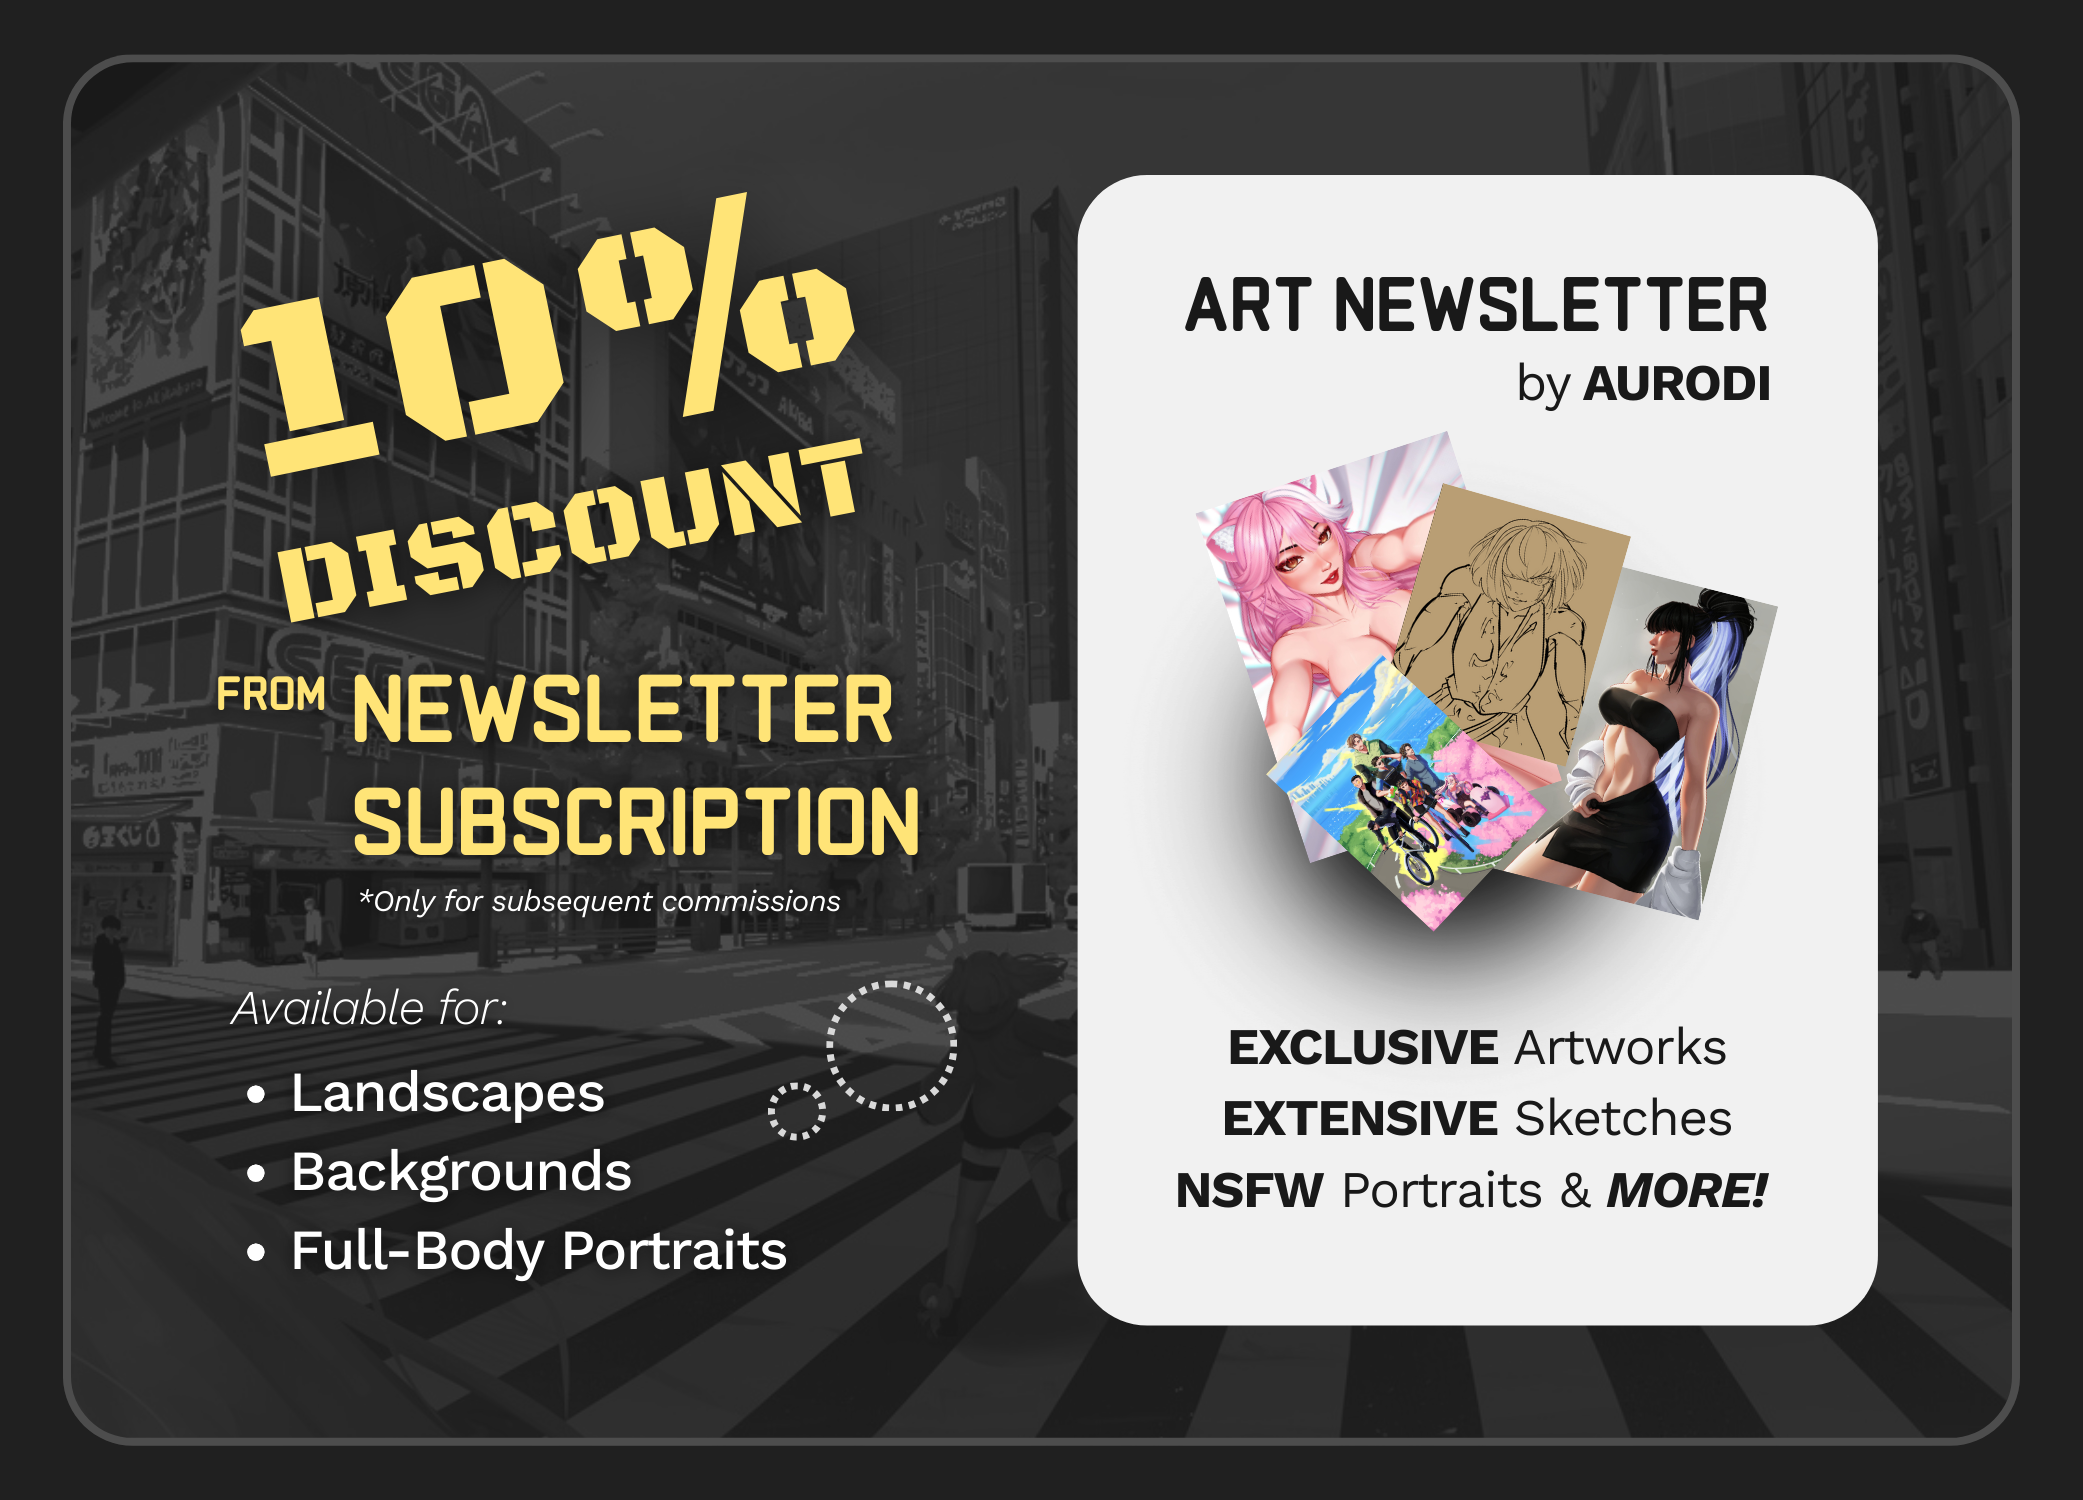 10%
DISCOUNT
FROM NEWSLETTER
SUBSCRIPTION
*Only for subsequent commissions
Available for:
• Landscapes
• Backgrounds
• Full-Body Portraits
ART NEWSLETTER
by AURODI
EXCLUSIVE Artworks
EXTENSIVE Sketches
NSFW Portraits & MORE!
SEGA